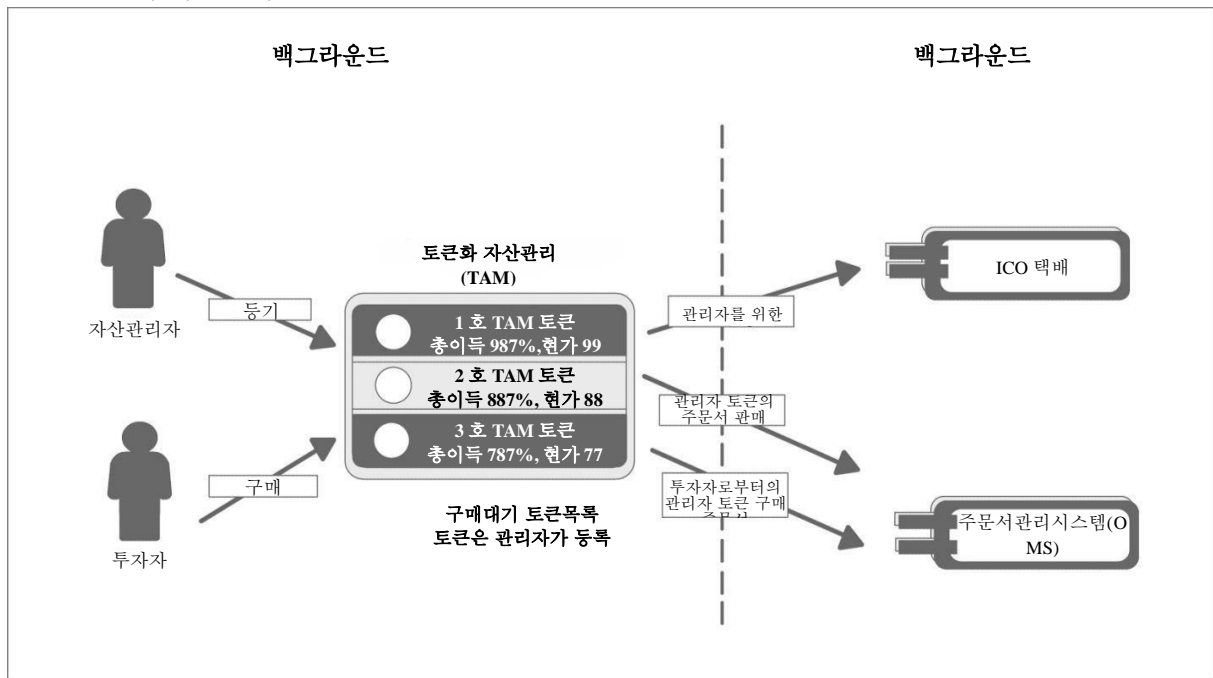 백그라운드
백그라운드
자산관리자
등기
토큰화 자산관리
(TAM)
1 호 TAM 토큰
총이득 987%,현가 99
2 호 TAM 토큰
총이득 887%, 현가 88
3 호 TAM 토큰
총이득 787%, 현가 77
관리자를 위한
ICO 택배
관리자 토큰의
주문서 판매
투자자
구매
구매대기 토큰목록
토큰은 관리자가 등록
투자자로부터의
관리자 토큰 구매
주문서관리시스템(O
MS)